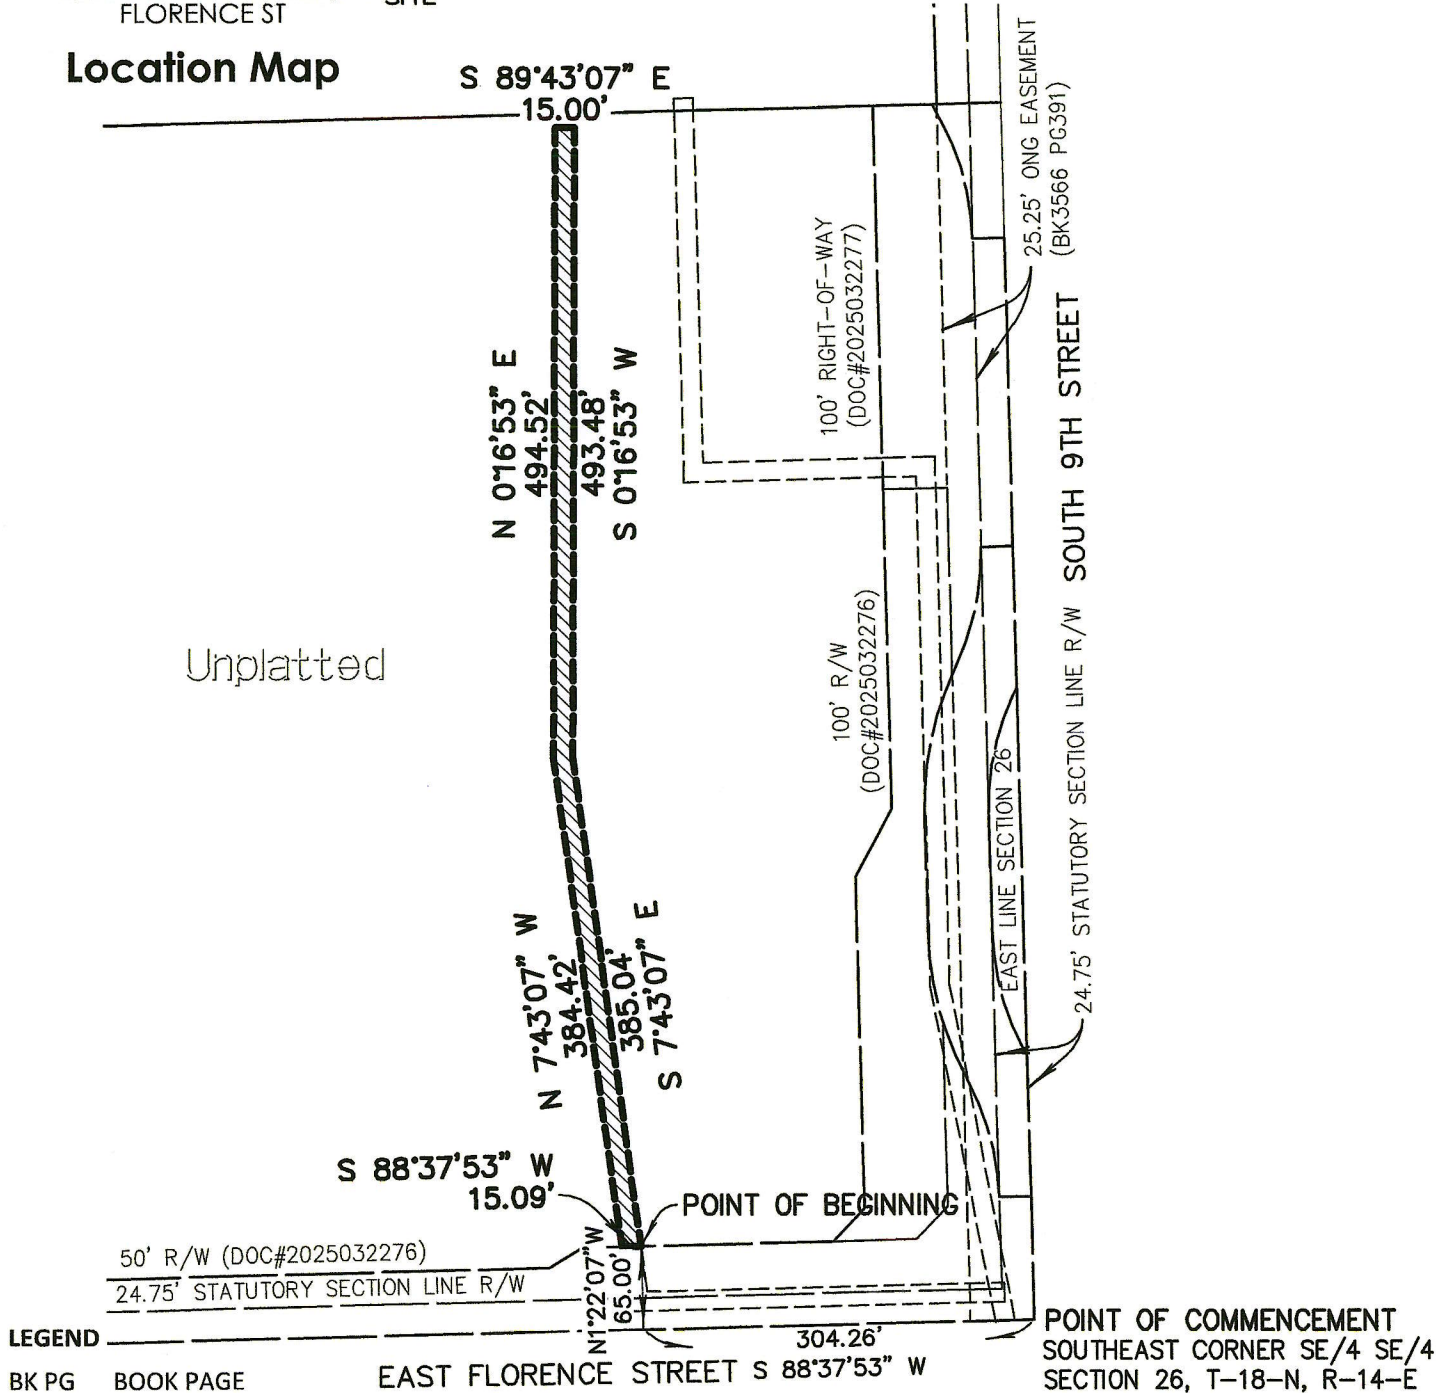 FLORENCE ST
SITE
Location Map
S 89°43'07" E
15.00'
25.25' ONG EASEMENT
(BK3566 PG391)
100' RIGHT-OF-WAY
(DOC#2025032277)
SOUTH 9TH STREET
N 0°16'53" E
494.52'
493.48'
S 0°16'53" W
Unplatted
100' R/W
(DOC#2025032276)
24.75' STATUTORY SECTION LINE R/W
EAST LINE SECTION 26
N 7°43'07" W
384.42'
385.04'
S 7°43'07" E
S 88°37'53" W
15.09'
POINT OF BEGINNING
50' R/W (DOC#2025032276)
24.75' STATUTORY SECTION LINE R/W
N1°22'07"W
65.00'
304.26'
EAST FLORENCE STREET S 88°37'53" W
POINT OF COMMENCEMENT
SOUTHEAST CORNER SE/4 SE/4
SECTION 26, T-18-N, R-14-E
LEGEND
BK PG BOOK PAGE